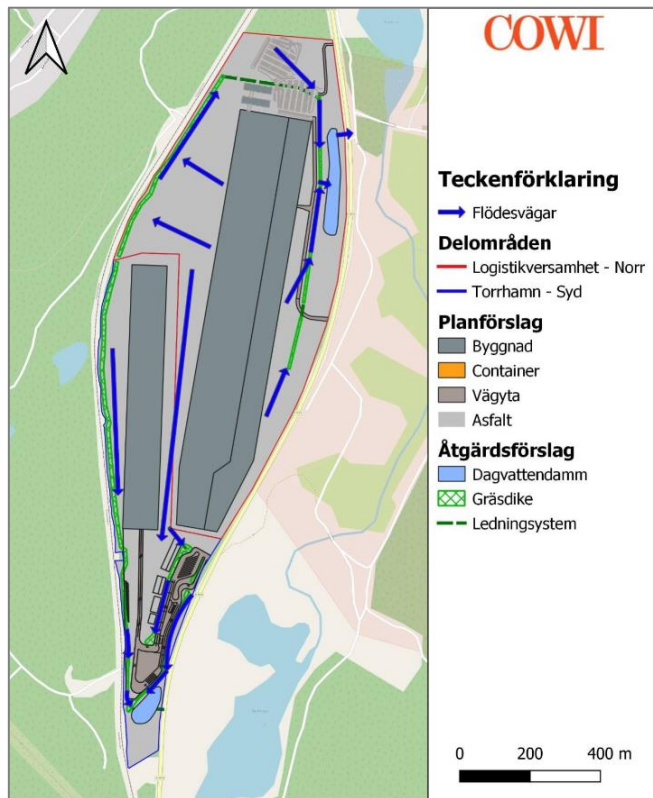 COWI
Teckenförklaring
Flödesvägar
Delområden
Logistikversamhet - Norr
Torrhamn - Syd
Planförslag
Byggnad
Container
Vägyta
Asfalt
Åtgärdsförslag
Dagvattendamm
Gräsdike
Ledningsystem
0 200 400 m